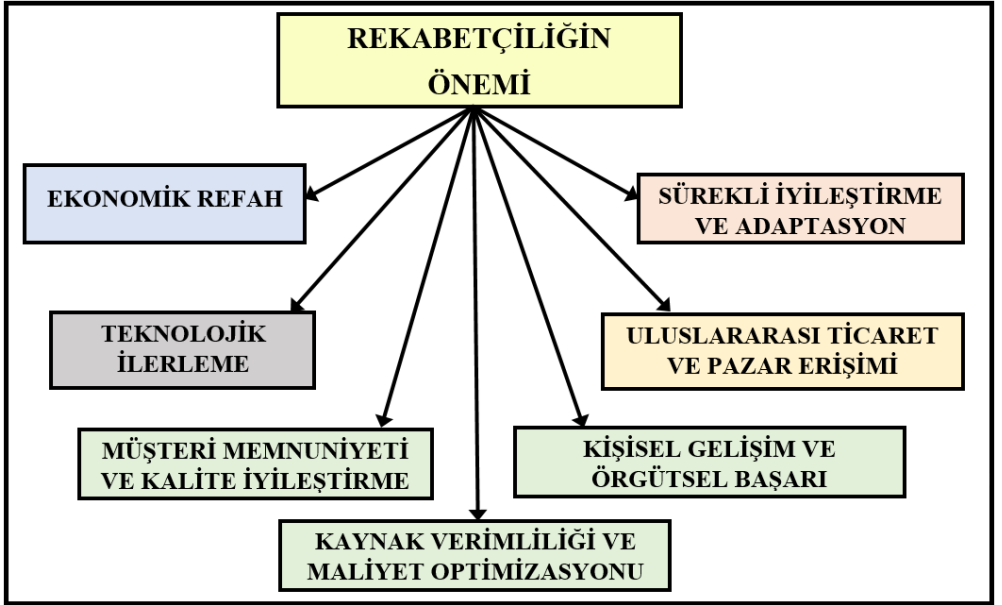 REKABETÇİLİĞİN
ÖNEMİ
EKONOMİK REFAH
SÜREKLİ İYİLEŞTİRME
VE ADAPTASYON
TEKNOLOJİK
İLERLEME
ULUSLARARASI TİCARET
VE PAZAR ERİŞİMİ
MÜŞTERİ MEMNUNİYETİ
VE KALİTE İYİLEŞTİRME
KİŞİSEL GELİŞİM VE
ÖRGÜTSEL BAŞARI
KAYNAK VERİMLİLİĞİ VE
MALİYET OPTİMİZASYONU